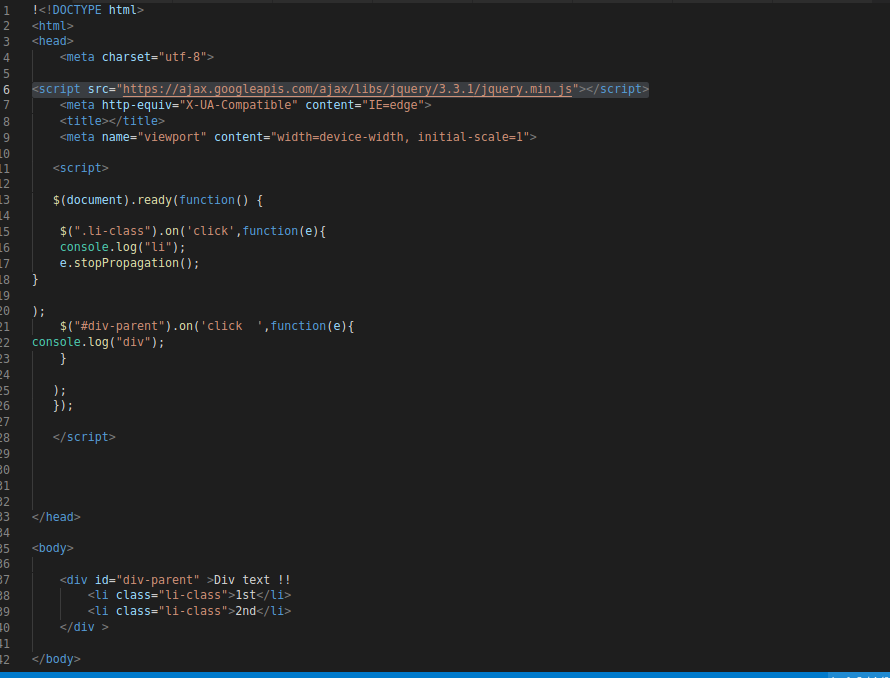 1 !<!DOCTYPE html>
2 <html>
3 <head>
4 <meta charset="utf-8">
5
6 <script src="https://ajax.googleapis.com/ajax/libs/jquery/3.3.1/jquery.min.js"></script>
7 <meta http-equiv="X-UA-Compatible" content="IE=edge">
8 <title></title>
9 <meta name="viewport" content="width=device-width, initial-scale=1">
10
11 <script>
12
13 $(document).ready(function() {
14
15 $(".li-class").on('click',function(e){
16 console.log("li");
17 e.stopPropagation();
18 }
19
20 );
21 $("#div-parent").on('click  ',function(e){
22 console.log("div");
23 }
24
25 );
26 });
27
28 </script>
29
30
31
32
33 </head>
34
35 <body>
36
37 <div id="div-parent" >Div text !!
38 <li class="li-class">1st</li>
39 <li class="li-class">2nd</li>
40 </div >
41
42 </body>